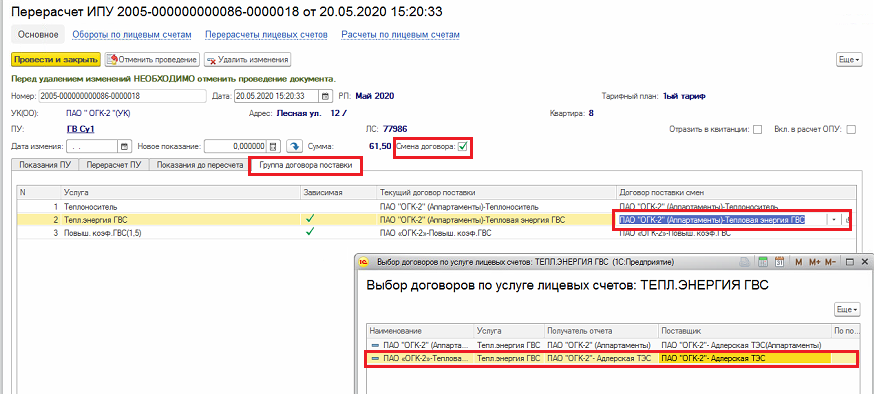 Перерасчет ИПУ 2005-000000000086-0000018 от 20.05.2020 15:20:33
Основное Обороты по лицевым счетам Перерасчеты лицевых счетов Расчеты по лицевым счетам
Провести и закрыть Отменить проведение Удалить изменения Еще
Перед удалением изменений НЕОБХОДИМО отменить проведение документа.
Номер: 2005-000000000086-0000018 Дата: 20.05.2020 15:20:33 РП: Май 2020 Тарифный план: 1ый тариф
УК(ОО): ПАО " ОГК-2 "(УК) Адрес: Лесная ул. 12 / Квартира: 8
ПУ: ГВ Су1 ЛС: 77986 Отразить в квитанции: Вкл. в расчет ОПУ:
Дата измения: . . Новое показание: 0,000000 Сумма: 61,50 Смена договора:
Показания ПУ Перерасчет ПУ Показания до пересчета Группа договора поставки
N Услуга Зависимая Текущий договор поставки Договор поставки смен
1 Теплоноситель ПАО "ОГК-2" (Аппартаменты)-Теплоноситель ПАО "ОГК-2" (Аппартаменты)-Теплоноситель
2 Тепл.энергия ГВС ПАО "ОГК-2" (Аппартаменты)-Тепловая энергия ГВС ПАО "ОГК-2" (Аппартаменты)-Тепловая энергия ГВС
3 Повыш. коэф.ГВС(1,5) ПАО «ОГК-2»-Повыш. коэф.ГВС ПАО «ОГК-2»-Повыш. коэф.ГВС
1С Выбор договоров по услуге лицевых счетов: ТЕПЛ.ЭНЕРГИЯ ГВС (1С:Предприятие) 31 M M+ M-
Выбор договоров по услуге лицевых счетов: ТЕПЛ.ЭНЕРГИЯ ГВС
Еще
Наименование Услуга Получатель отчета Поставщик По по...
ПАО "ОГК-2" (Аппарта... Тепл.энергия ГВС ПАО "ОГК-2"- Адлерская ТЭС ПАО "ОГК-2"- Адлерская ТЭС(Аппартаменты)
ПАО «ОГК-2»-Теплова... Тепл.энергия ГВС ПАО "ОГК-2"- Адлерская ТЭС ПАО "ОГК-2"- Адлерская ТЭС